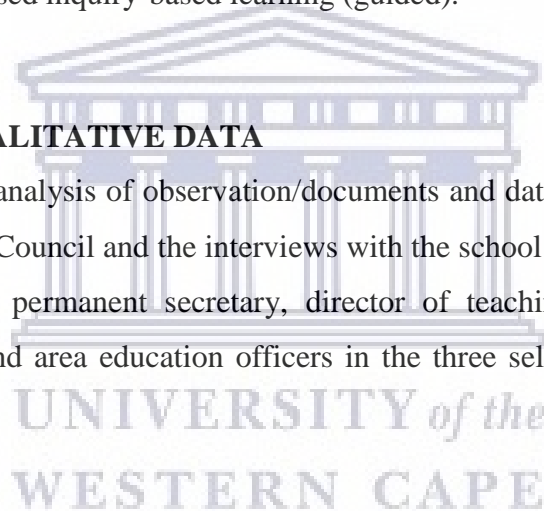 sed inquiry-based learning (guided).
ALITATIVE DATA
analysis of observation/documents and dat
Council and the interviews with the school
permanent secretary, director of teachin
nd area education officers in the three sel
UNIVERSITY of the
WESTERN CAPE